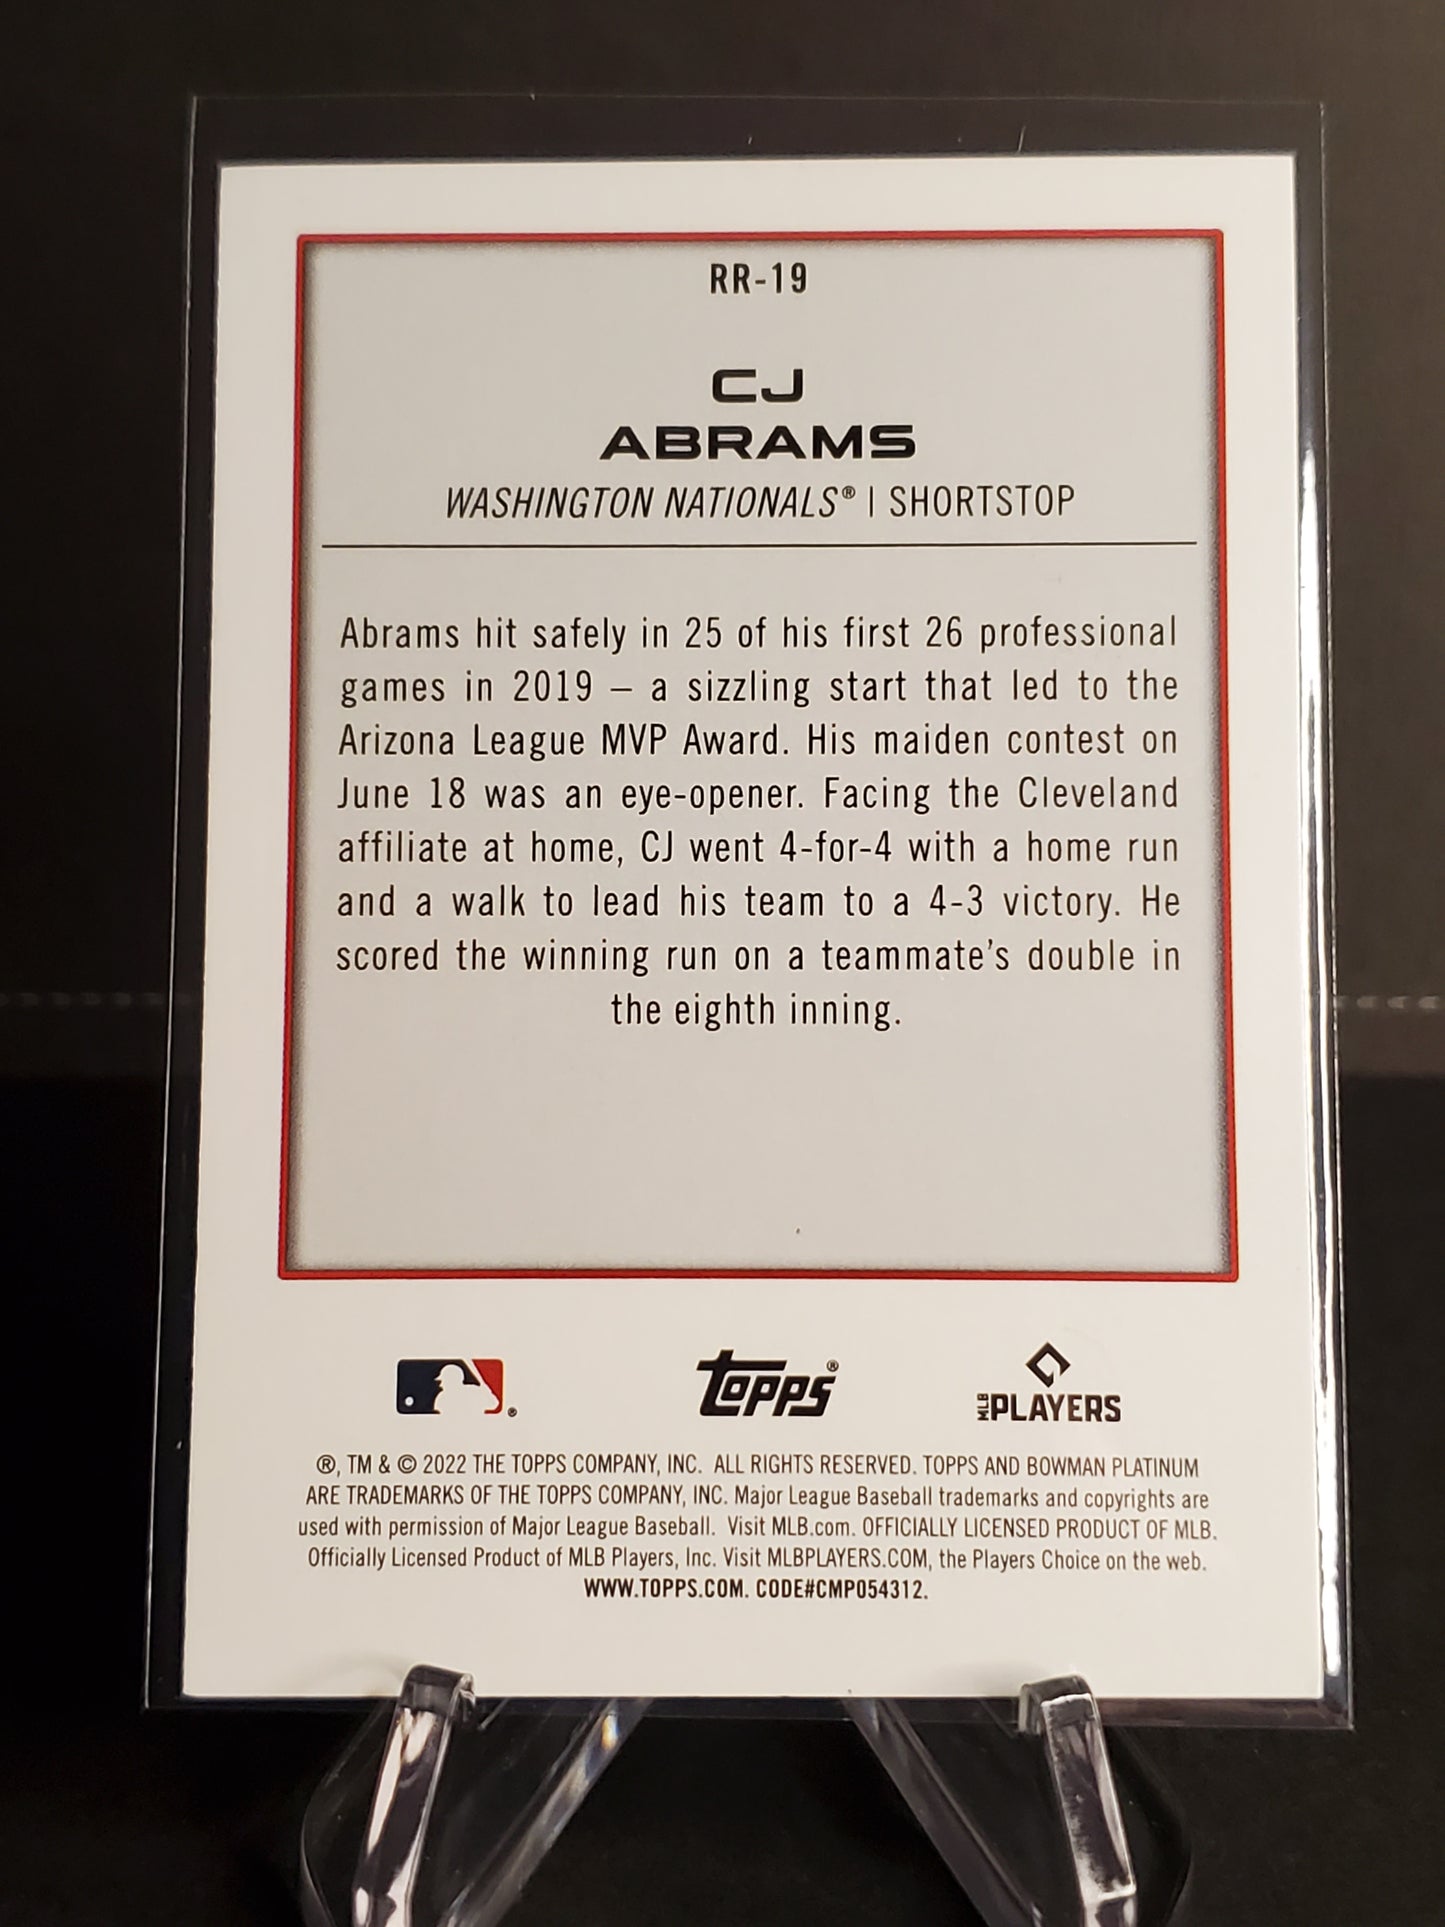 RR-19
CJ
ABRAMS
WASHINGTON NATIONALS® | SHORTSTOP
Abrams hit safely in 25 of his first 26 professional
games in 2019 – a sizzling start that led to the
Arizona League MVP Award. His maiden contest on
June 18 was an eye-opener. Facing the Cleveland
affiliate at home, CJ went 4-for-4 with a home run
and a walk to lead his team to a 4-3 victory. He
scored the winning run on a teammate's double in
the eighth inning.
® topps® MLB PLAYERS
®, TM & © 2022 THE TOPPS COMPANY, INC. ALL RIGHTS RESERVED. TOPPS AND BOWMAN PLATINUM
ARE TRADEMARKS OF THE TOPPS COMPANY, INC. Major League Baseball trademarks and copyrights are
used with permission of Major League Baseball. Visit MLB.com. OFFICIALLY LICENSED PRODUCT OF MLB.
Officially Licensed Product of MLB Players, Inc. Visit MLBPLAYERS.COM, the Players Choice on the web.
WWW.TOPPS.COM. CODE#CMP054312.